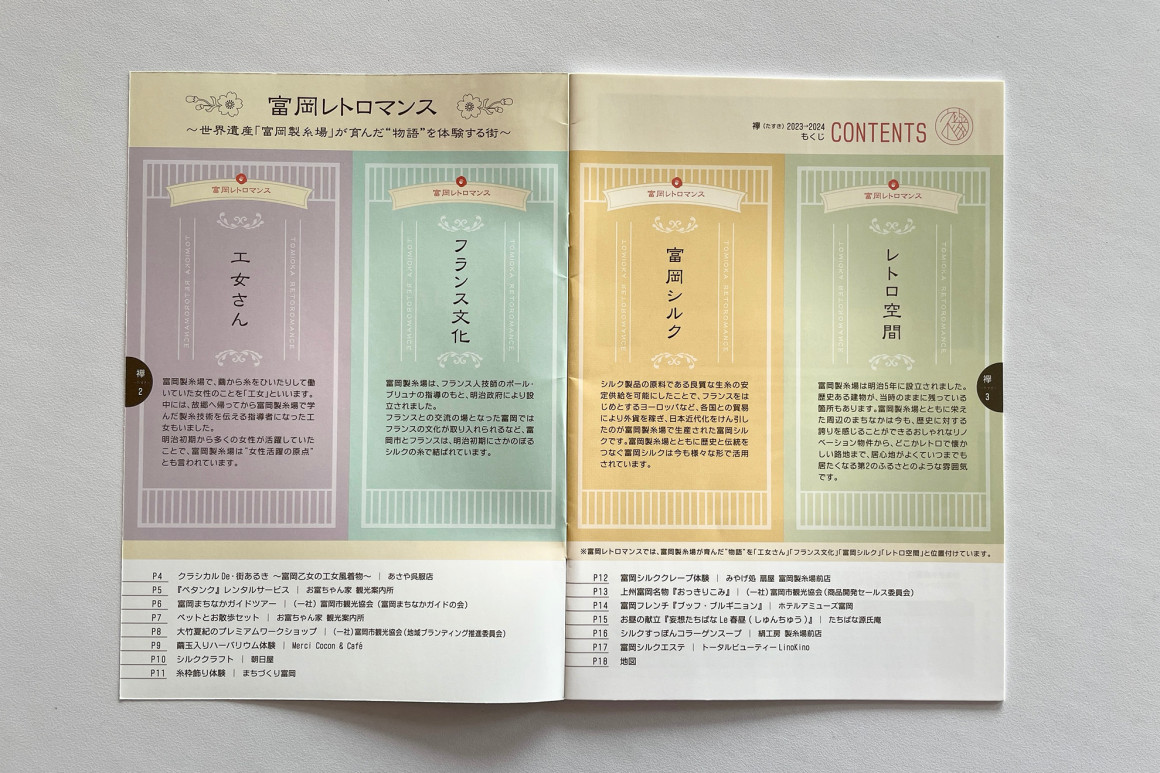 富岡レトロマンス
～世界遺産「富岡製糸場」が育んだ“物語”を体験する街～
富岡レトロマンス
工女さん
TOMIOKA RETOROMANCE
TOMIOKA RETOROMANCE
富岡製糸場で、繭から糸をひいたりして働
いていた女性のことを「工女」といいます。
中には、故郷へ帰ってから富岡製糸場で学
んだ製糸技術を伝える指導者になった工
女もいました。
明治初期から多くの女性が活躍していた
ことで、富岡製糸場は“女性活躍の原点”
とも言われています。
富岡レトロマンス
フランス文化
TOMIOKA RETOROMANCE
TOMIOKA RETOROMANCE
富岡製糸場は、フランス人技師のポール・
ブリュナの指導のもと、明治政府により設
立されました。
フランスとの交流の場となった富岡では
フランスの文化が取り入れられるなど、富
岡市とフランスは、明治初期にさかのぼる
シルクの糸で結ばれています。
襷
2
P4 クラシカルDe・街あるき ～富岡乙女の工女風着物～ | あさや呉服店
P5 『ペタンク』レンタルサービス | お富ちゃん家 観光案内所
P6 富岡まちなかガイドツアー | (一社)富岡市観光協会(富岡まちなかガイドの会)
P7 ペットとお散歩セット | お富ちゃん家 観光案内所
P8 大竹夏紀のプレミアムワークショップ | (一社)富岡市観光協会(地域ブランディング推進委員会)
P9 繭玉入りハーバリウム体験 | Merci Cocon & Café
P10 シルククラフト | 朝日屋
P11 糸枠飾り体験 | まちづくり富岡
襷(たすき)2023→2024
もくじ
CONTENTS
富岡レトロマンス
富岡シルク
TOMIOKA RETOROMANCE
TOMIOKA RETOROMANCE
シルク製品の原料である良質な生糸の安
定供給を可能にしたことで、フランスをは
じめとするヨーロッパなど、各国との貿易
により外貨を稼ぎ、日本近代化をけん引し
たのが富岡製糸場で生産された富岡シル
クです。富岡製糸場とともに歴史と伝統を
つなぐ富岡シルクは今も様々な形で活用
されています。
富岡レトロマンス
レトロ空間
TOMIOKA RETOROMANCE
TOMIOKA RETOROMANCE
富岡製糸場は明治5年に設立されました。
歴史ある建物が、当時のままに残っている
箇所もあります。富岡製糸場とともに栄え
た周辺のまちなかは今も、歴史に対する
誇りを感じることができるおしゃれなリノ
ベーション物件から、どこかレトロで懐か
しい路地まで、居心地がよくていつまでも
居たくなる第2のふるさとのような雰囲気
です。
襷
3
※富岡レトロマンスでは、富岡製糸場が育んだ“物語”を「工女さん」「フランス文化」「富岡シルク」「レトロ空間」と位置付けています。
P12 富岡シルククレープ体験 | みやげ処 扇屋 富岡製糸場前店
P13 上州富岡名物『おっきりこみ』 | (一社)富岡市観光協会(商品開発セールス委員会)
P14 富岡フレンチ『ブッフ・ブルギニョン』 | ホテルアミューズ富岡
P15 お昼の献立『妄想たちばなLe春昼(しゅんちゅう)』 | たちばな源氏庵
P16 シルクすっぽんコラーゲンスープ | 絹工房 製糸場前店
P17 富岡シルクエステ | トータルビューティーLinoKino
P18 地図